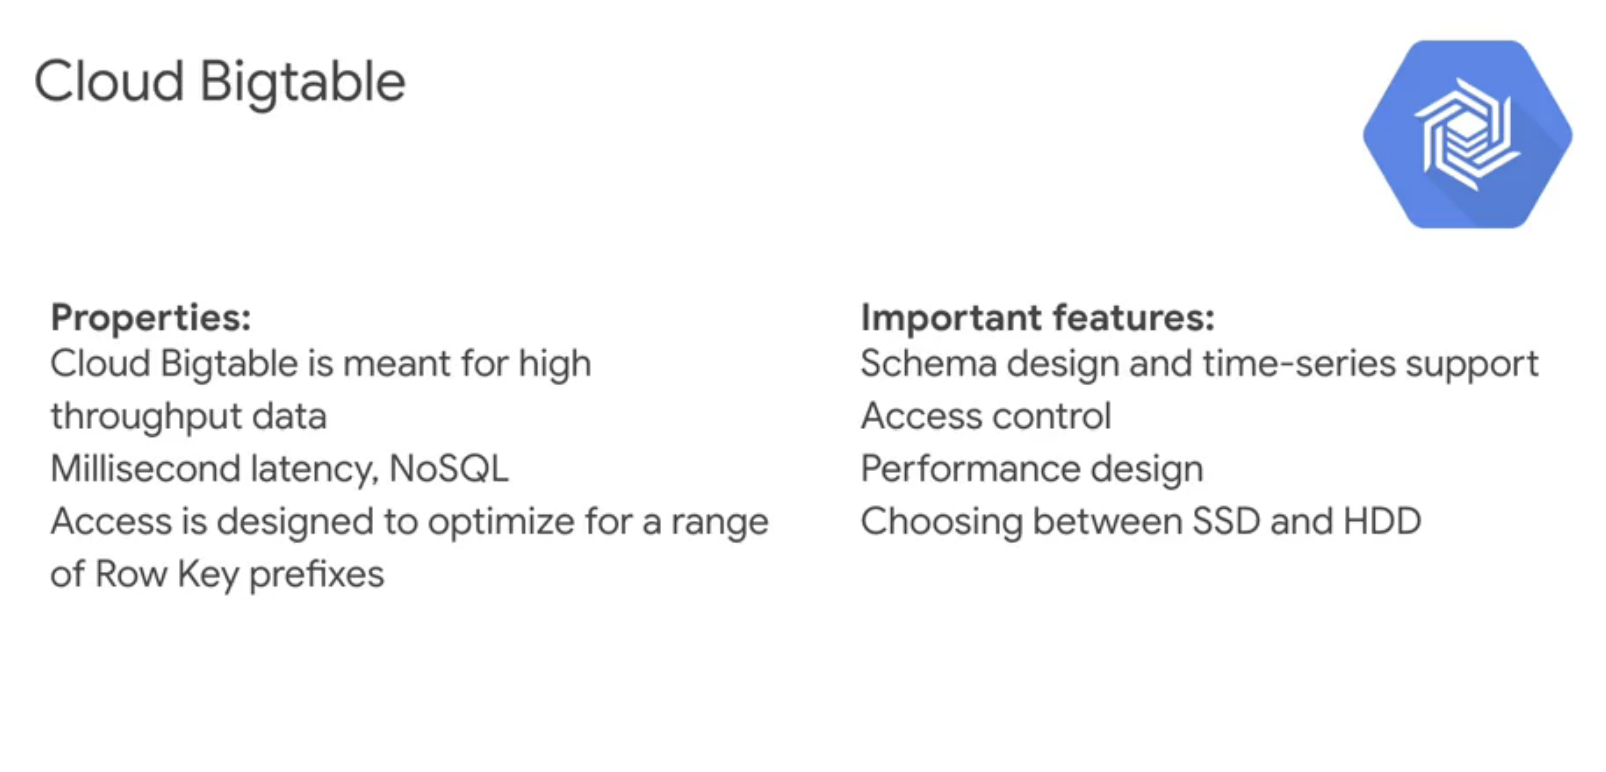 Cloud Bigtable
Properties:
Cloud Bigtable is meant for high
throughput data
Millisecond latency, NoSQL
Access is designed to optimize for a range
of Row Key prefixes
Important features:
Schema design and time-series support
Access control
Performance design
Choosing between SSD and HDD